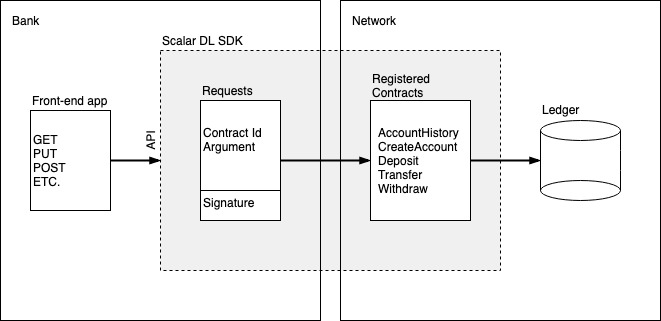 Bank
Network
Scalar DL SDK
Front-end app
GET
PUT
POST
ETC.
API
Requests
Contract Id
Argument
Signature
Registered
Contracts
AccountHistory
CreateAccount
Deposit
Transfer
Withdraw
Ledger